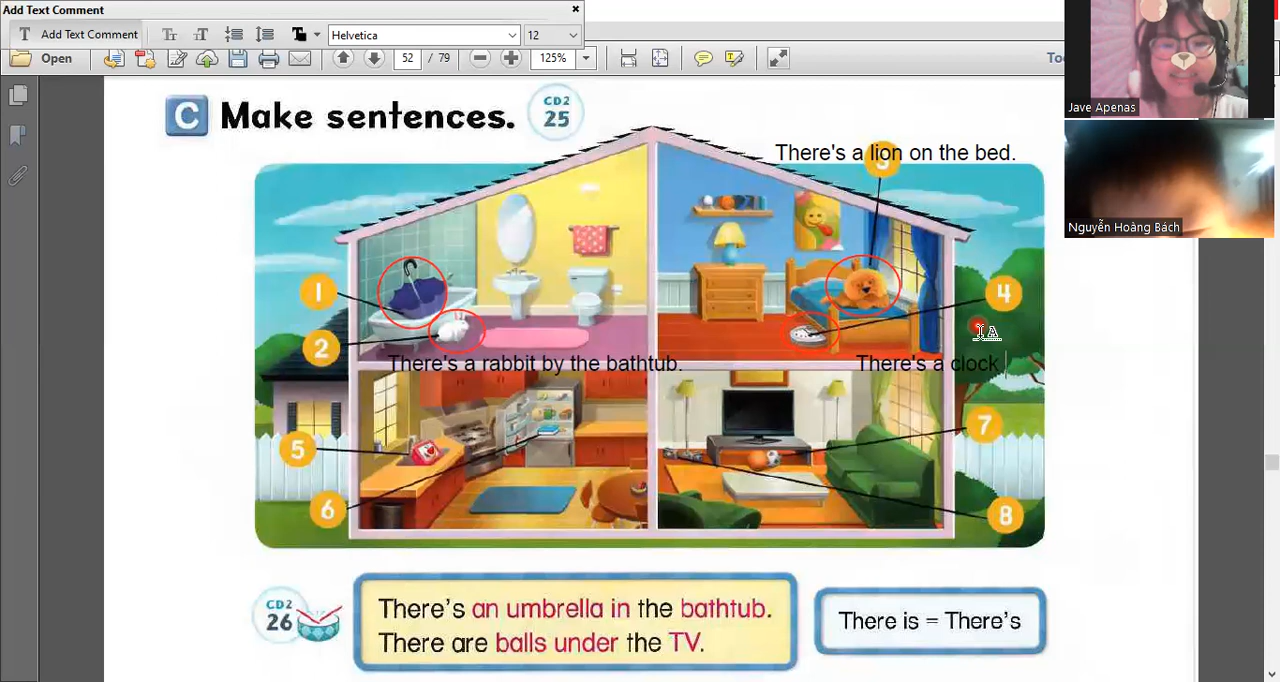 Add Text Comment
Add Text Comment
Helvetica
12
Open
52
/ 79
125%
Jave Apenas
Nguyễn Hoàng Bách
C Make sentences.
CD2
25
There's a lion on the bed.
1
2
3
4
There's a rabbit by the bathtub.
There's a clock
5
6
7
8
CD2
26
There's an umbrella in the bathtub.
There are balls under the TV.
There is = There's